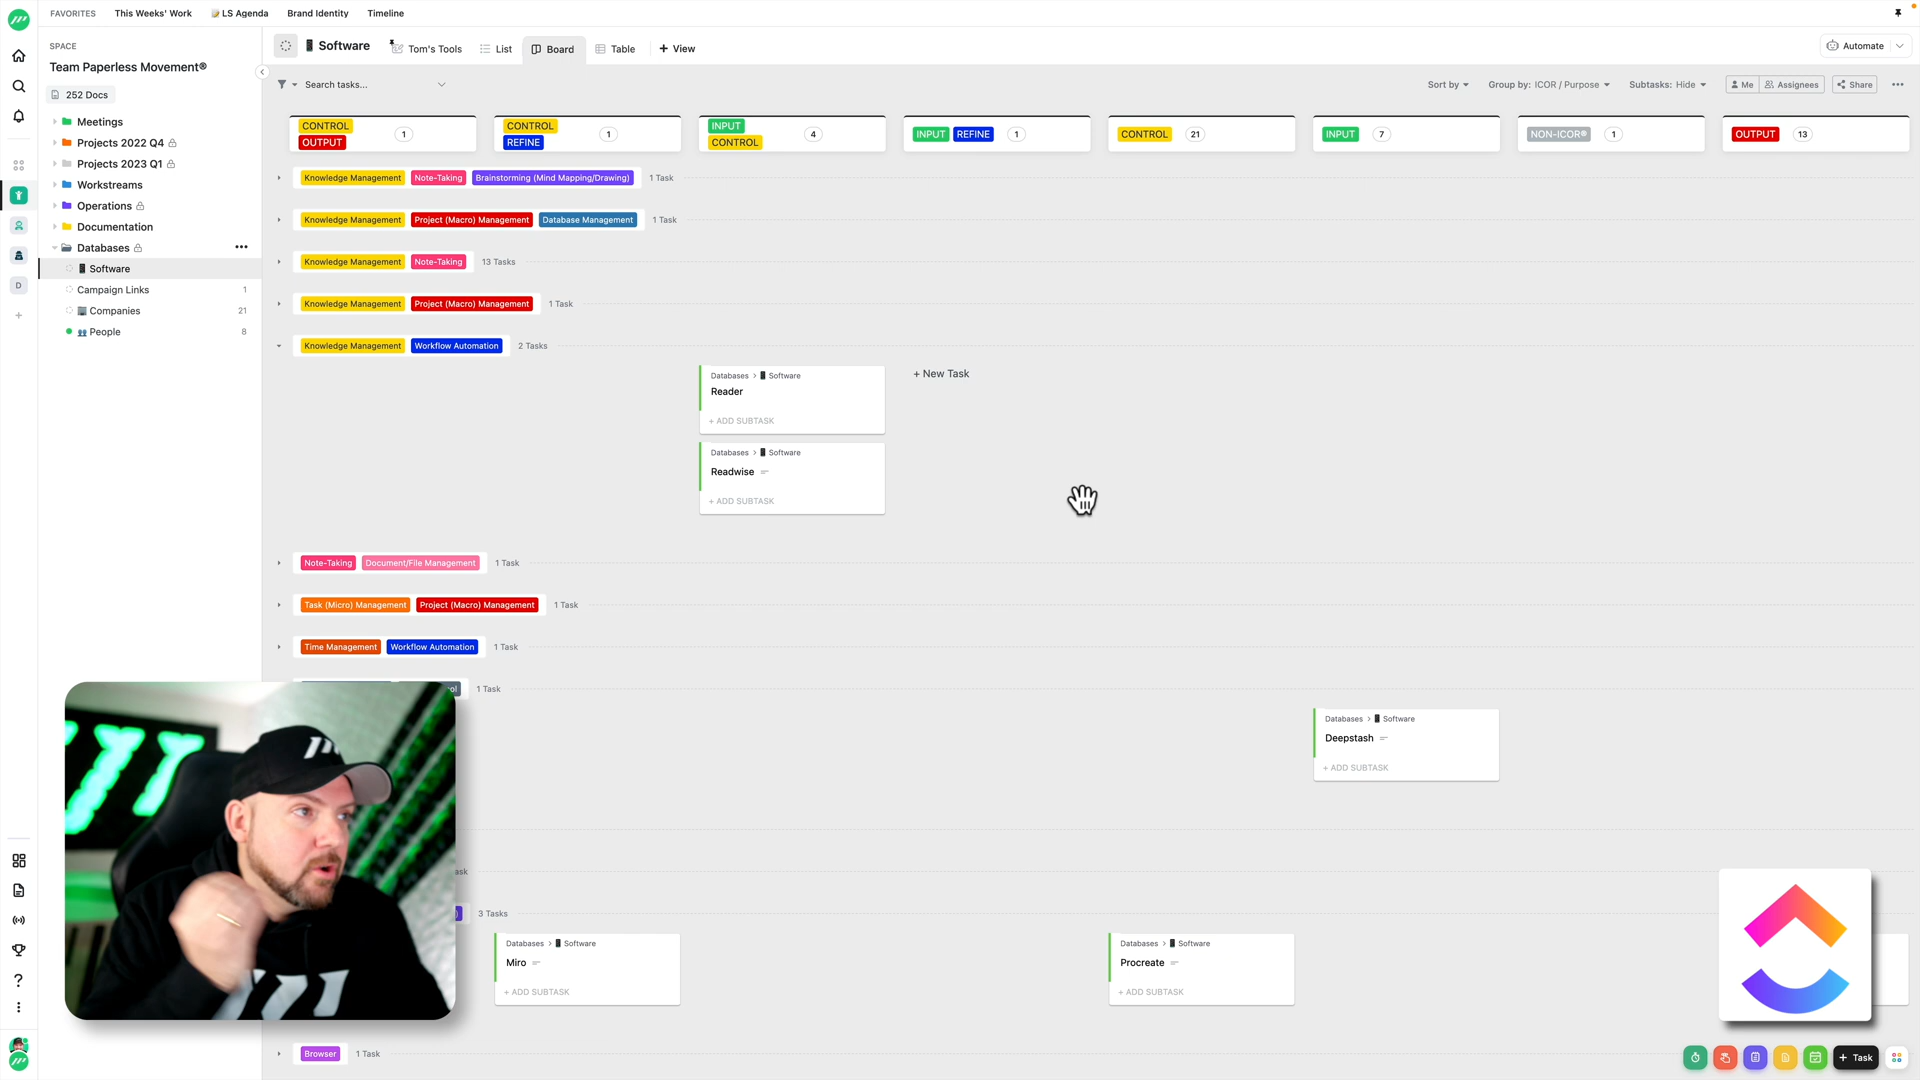 FAVORITES This Weeks' Work 📝 LS Agenda Brand Identity Timeline
SPACE
Team Paperless Movement®
252 Docs
Meetings
Projects 2022 Q4
Projects 2023 Q1
Workstreams
Operations
Documentation
Databases
Software
Campaign Links 1
Companies 21
People 8
D
Software Tom's Tools List Board Table + View Automate
Search tasks... Sort by Group by: ICOR / Purpose Subtasks: Hide Me Assignees Share
CONTROL OUTPUT 1
CONTROL REFINE 1
INPUT CONTROL 4
INPUT REFINE 1
CONTROL 21
INPUT 7
NON-ICOR® 1
OUTPUT 13
Knowledge Management Note-Taking Brainstorming (Mind Mapping/Drawing) 1 Task
Knowledge Management Project (Macro) Management Database Management 1 Task
Knowledge Management Note-Taking 13 Tasks
Knowledge Management Project (Macro) Management 1 Task
Knowledge Management Workflow Automation 2 Tasks
Databases > Software
Reader
+ ADD SUBTASK
+ New Task
Databases > Software
Readwise
+ ADD SUBTASK
Note-Taking Document/File Management 1 Task
Task (Micro) Management Project (Macro) Management 1 Task
Time Management Workflow Automation 1 Task
1 Task
Databases > Software
Deepstash
+ ADD SUBTASK
3 Tasks
Databases > Software
Miro
+ ADD SUBTASK
Databases > Software
Procreate
+ ADD SUBTASK
Browser 1 Task
+ Task